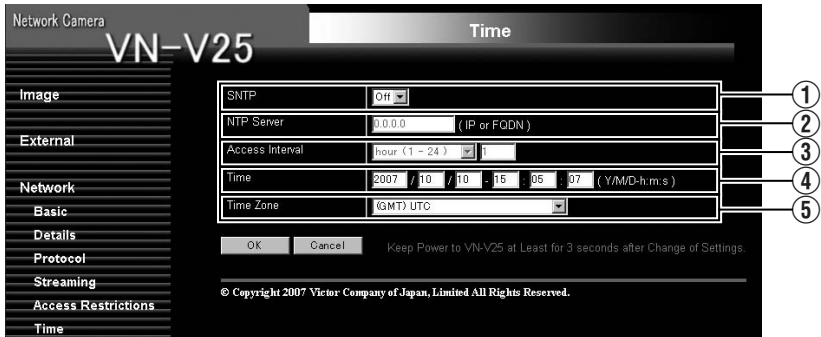 Network Camera
VN-V25
Time
Image
External
Network
Basic
Details
Protocol
Streaming
Access Restrictions
Time
SNTP Off ①
NTP Server 0.0.0.0 ( IP or FQDN ) ②
Access Interval hour (1 - 24 ) 1 ③
Time 2007 / 10 / 10 - 15 : 05 : 07 ( Y/M/D-h:m:s ) ④
Time Zone (GMT) UTC ⑤
OK Cancel Keep Power to VN-V25 at Least for 3 seconds after Change of Settings.
© Copyright 2007 Victor Company of Japan, Limited All Rights Reserved.